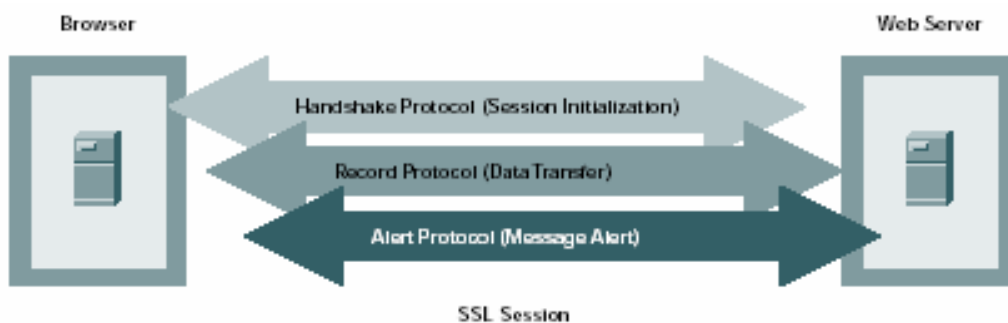 Browser
Web Server
Handshake Protocol (Session Initialization)
Record Protocol (Data Transfer)
Alert Protocol (Message Alert)
SSL Session